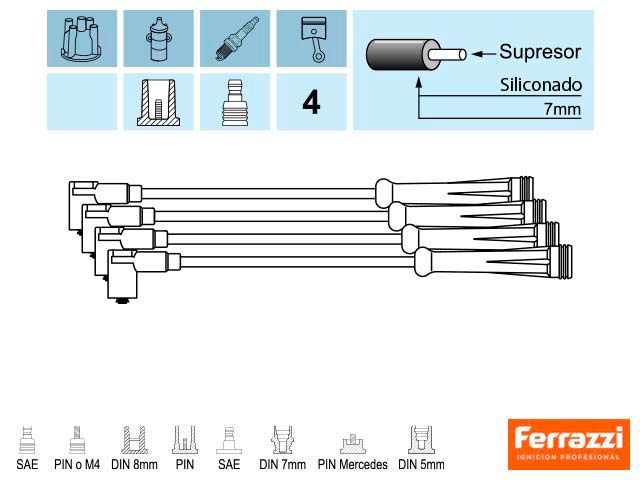 Supresor
Siliconado
7mm
4
SAE PIN o M4 DIN 8mm PIN SAE DIN 7mm PIN Mercedes DIN 5mm
Ferrazzi
IGNICION PROFESIONAL